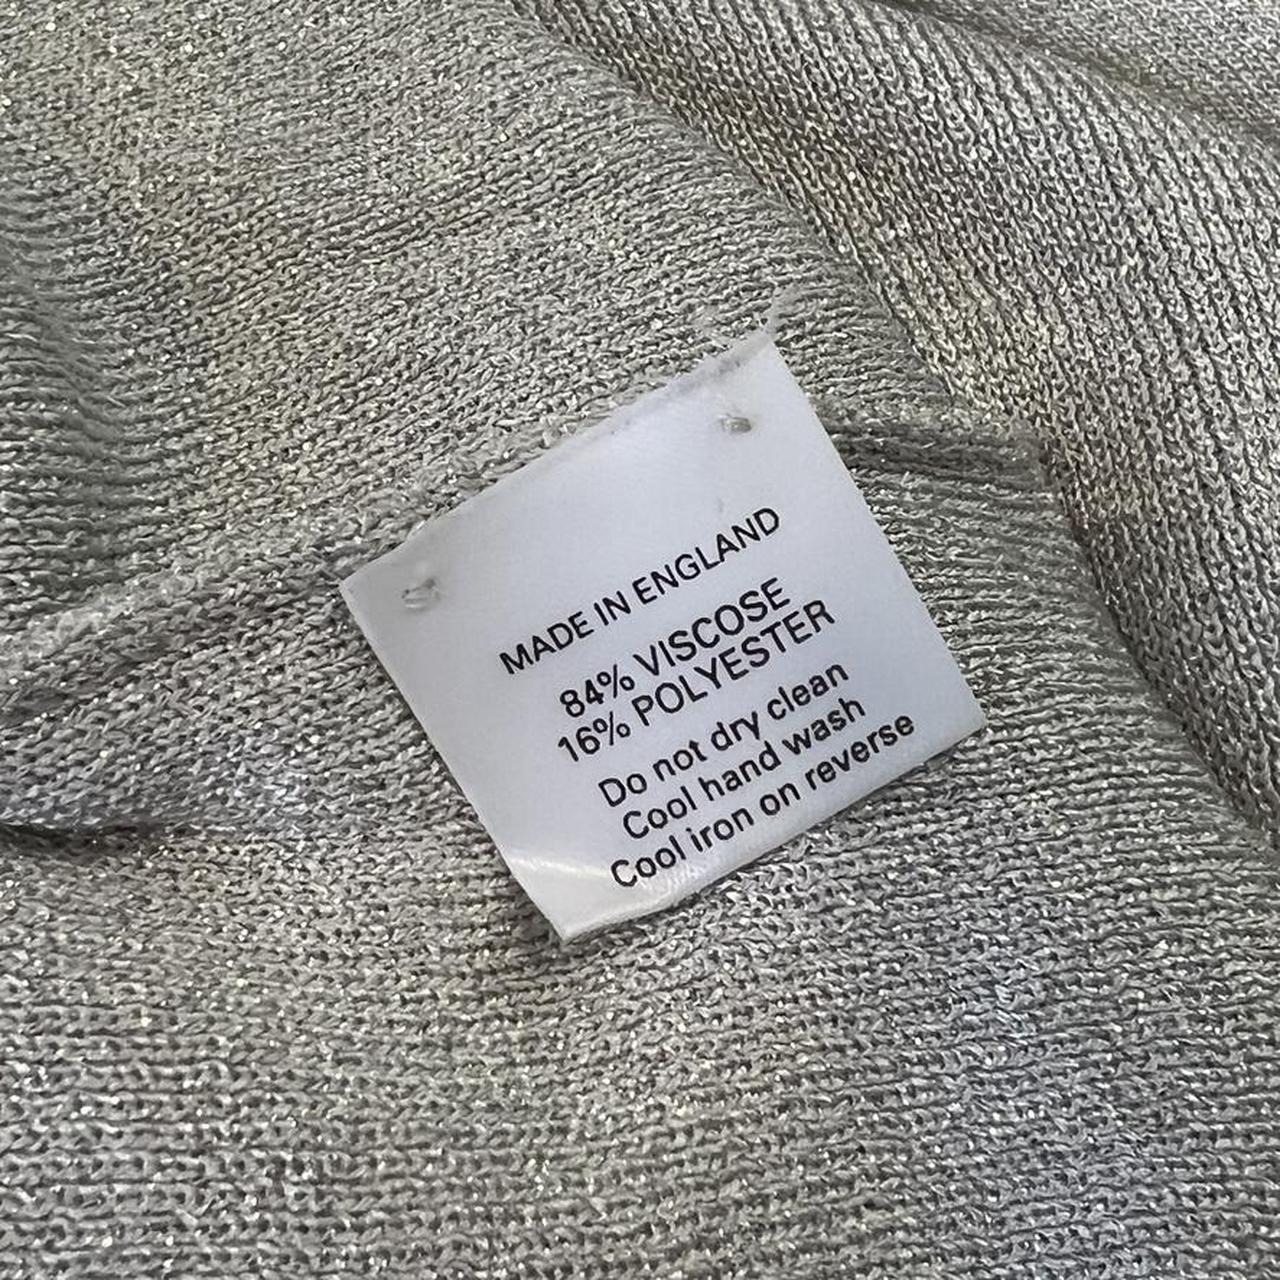 MADE IN ENGLAND
84% VISCOSE
16% POLYESTER
Do not dry clean
Cool hand wash
Cool iron on reverse